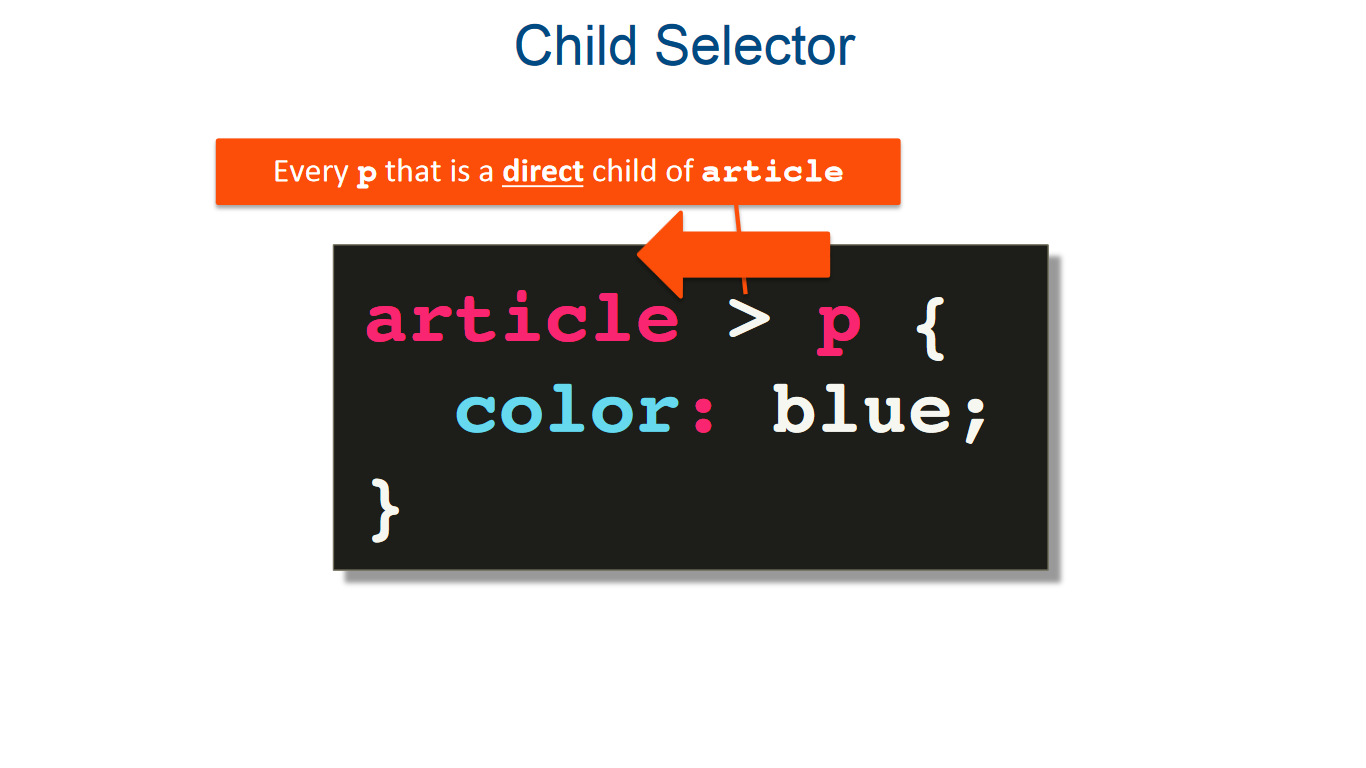 Child Selector
Every p that is a direct child of article
article > p {
color: blue;
}